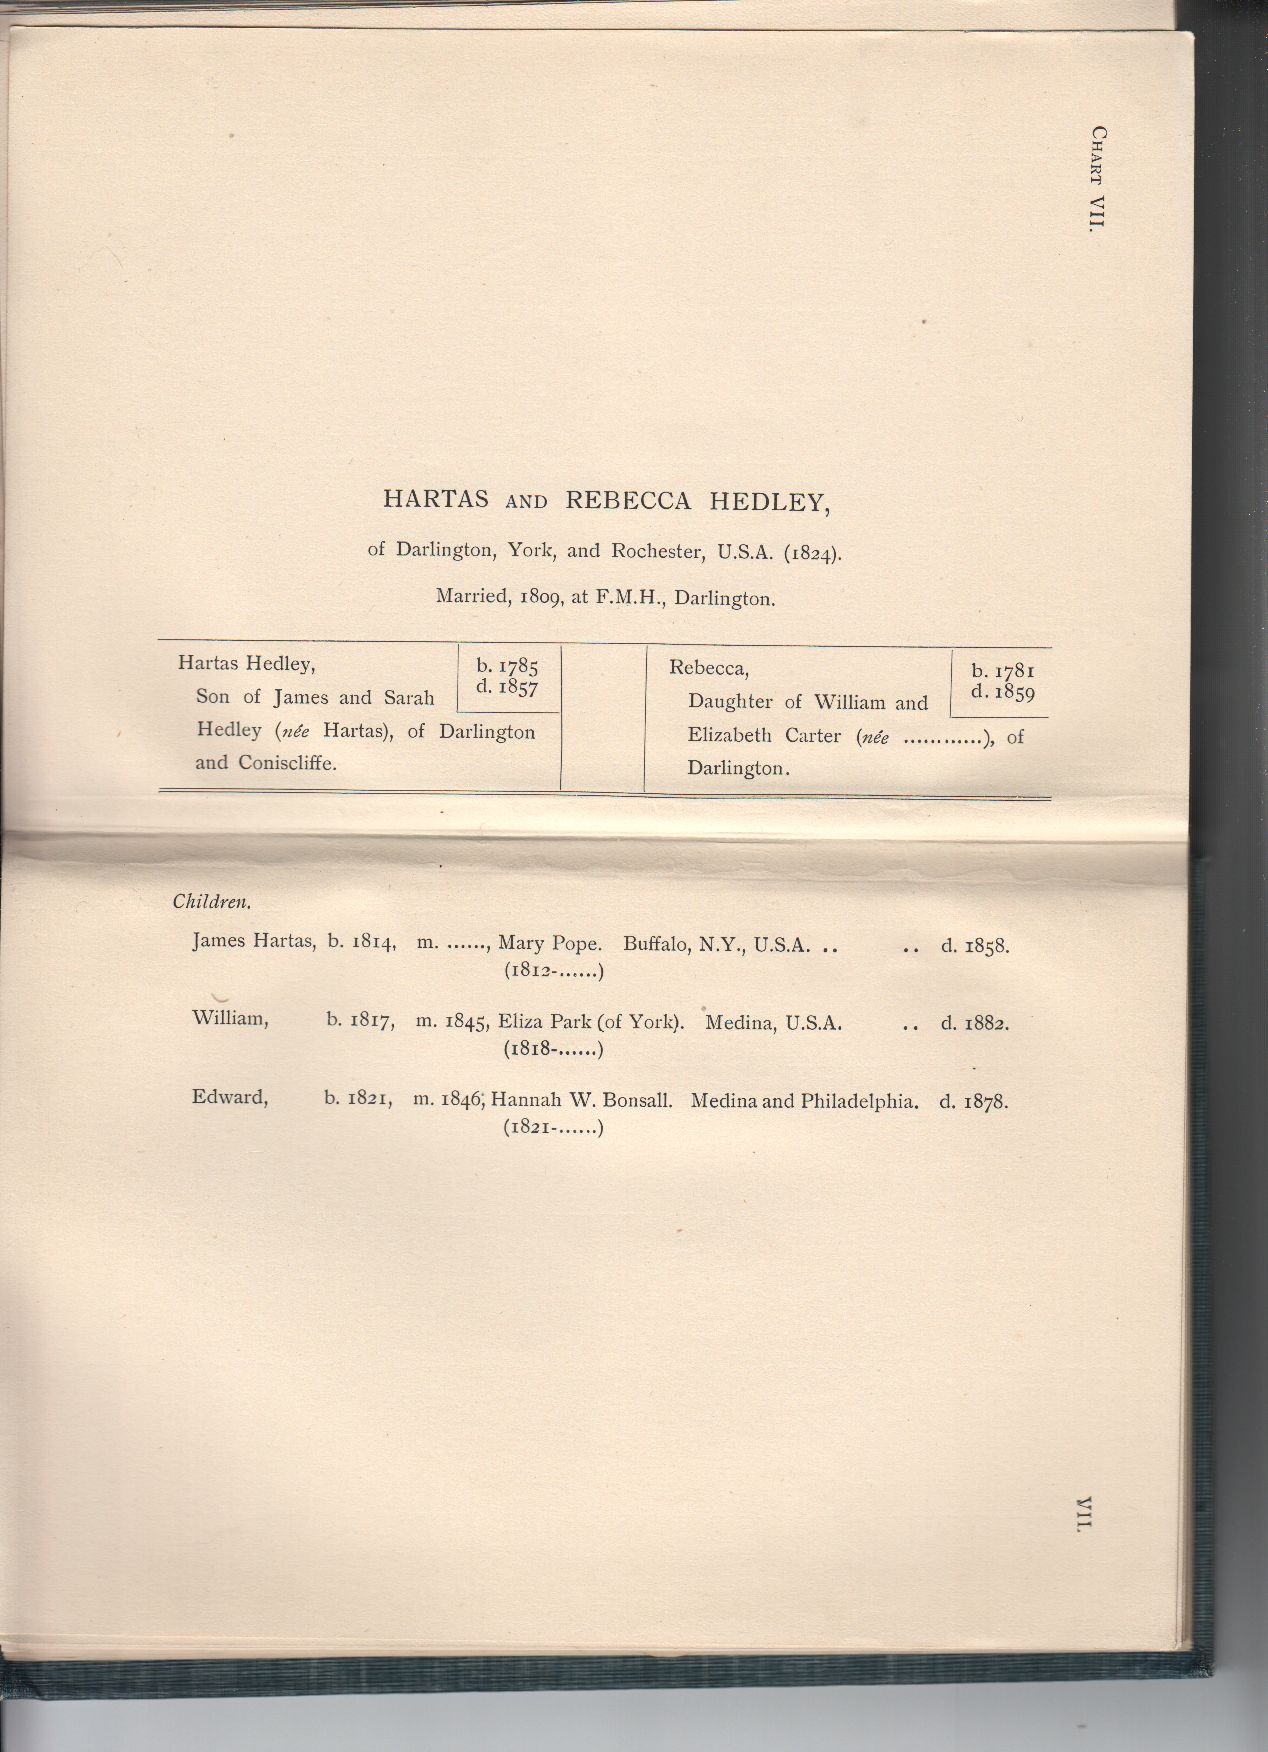 CHART VII.
HARTAS AND REBECCA HEDLEY,
of Darlington, York, and Rochester, U.S.A. (1824).
Married, 1809, at F.M.H., Darlington.
Hartas Hedley,
b. 1785
d. 1857
Son of James and Sarah
Hedley (née Hartas), of Darlington
and Coniscliffe.
Rebecca,
b. 1781
d. 1859
Daughter of William and
Elizabeth Carter (née ............), of
Darlington.
Children.
James Hartas, b. 1814, m. ......, Mary Pope. Buffalo, N.Y., U.S.A. .. .. d. 1858.
(1812-......)
William, b. 1817, m. 1845, Eliza Park (of York). Medina, U.S.A. .. d. 1882.
(1818-......)
Edward, b. 1821, m. 1846, Hannah W. Bonsall. Medina and Philadelphia. d. 1878.
(1821-......)
VII.